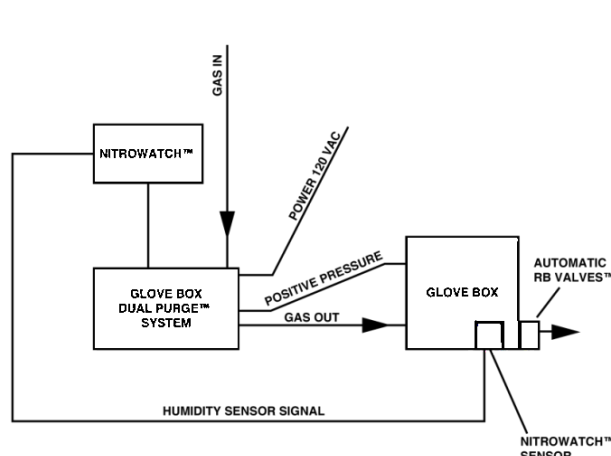 GAS IN
NITROWATCH™
POWER 120 VAC
POSITIVE PRESSURE
GLOVE BOX
DUAL PURGE™
SYSTEM
GAS OUT
GLOVE BOX
AUTOMATIC
RB VALVES™
HUMIDITY SENSOR SIGNAL
NITROWATCH™
SENSOR